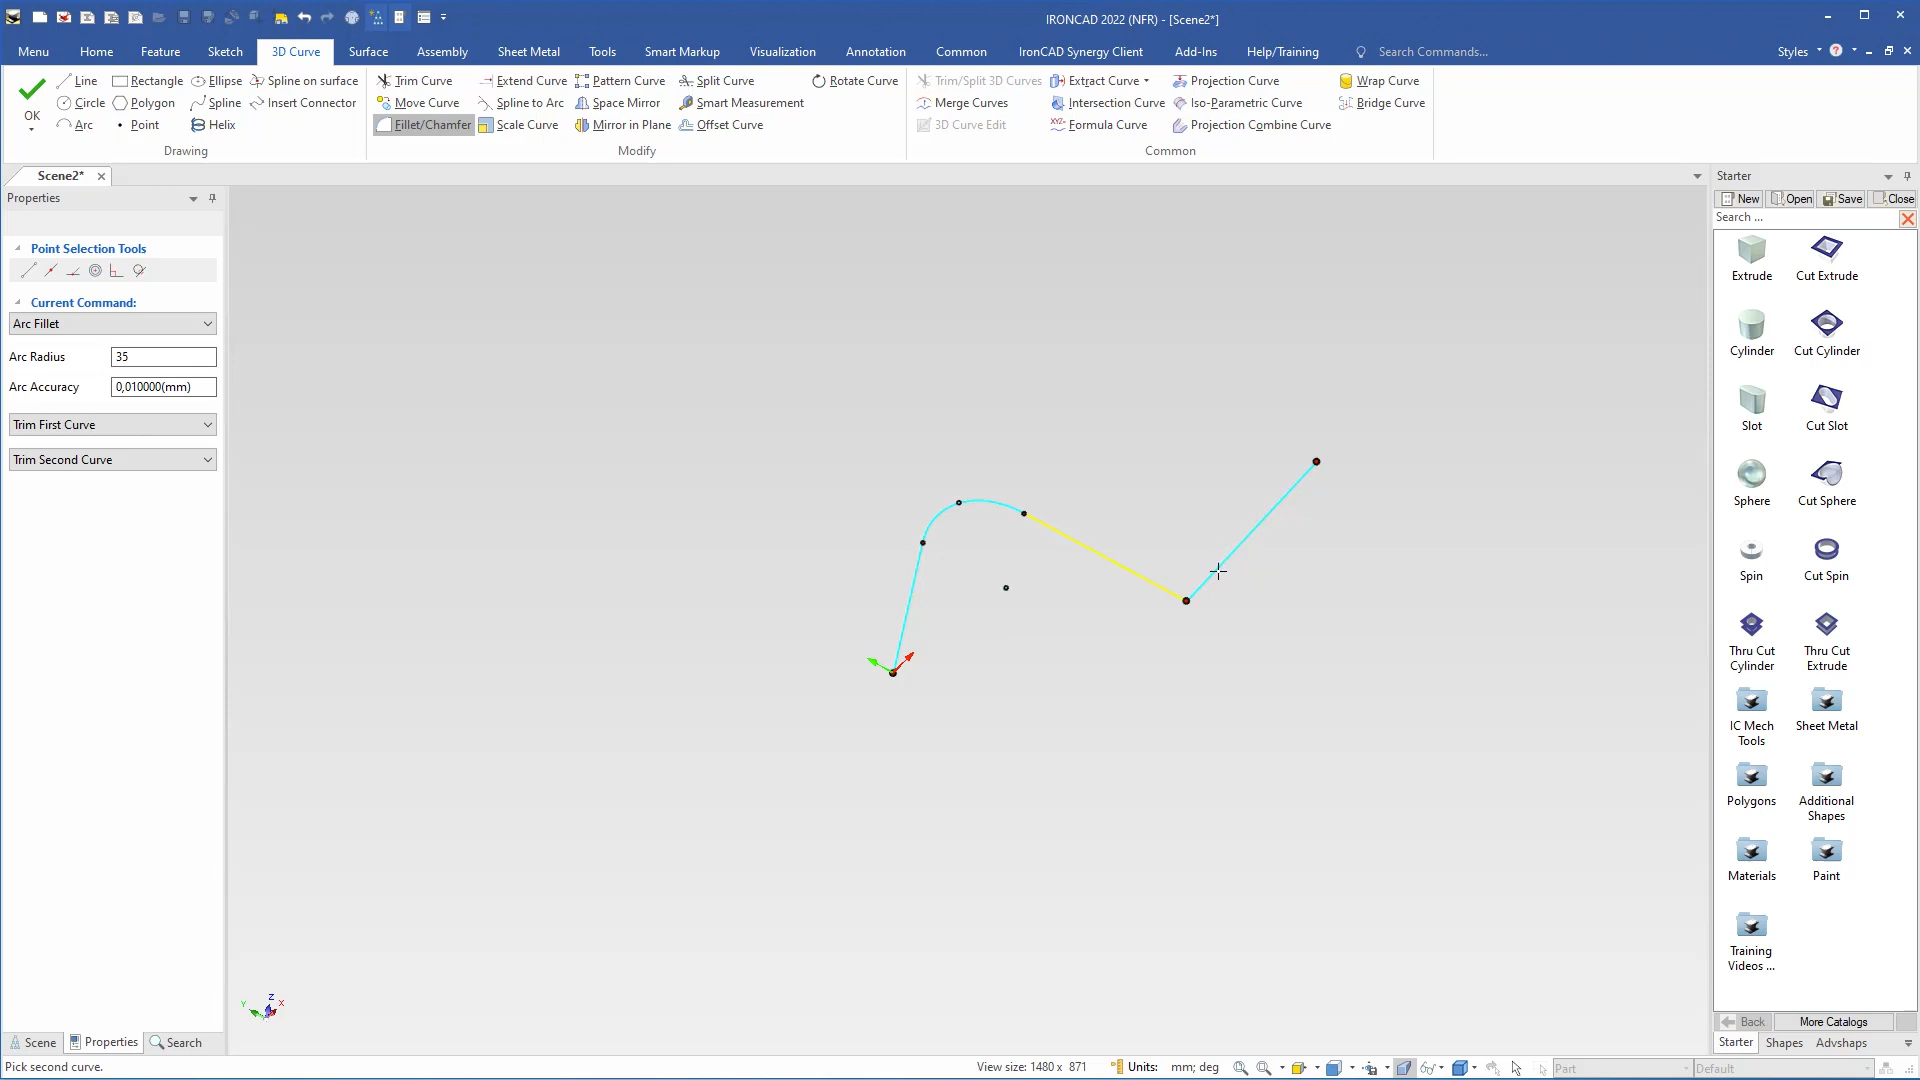 IRONCAD 2022 (NFR) - [Scene2*]
Menu Home Feature Sketch 3D Curve Surface Assembly Sheet Metal Tools Smart Markup Visualization Annotation Common IronCAD Synergy Client Add-Ins Help/Training Search Commands... Styles
OK
Line Rectangle Ellipse Spline on surface
Circle Polygon Spline Insert Connector
Arc Point Helix
Drawing
Trim Curve Extend Curve Pattern Curve Split Curve Rotate Curve
Move Curve Spline to Arc Space Mirror Smart Measurement
Fillet/Chamfer Scale Curve Mirror in Plane Offset Curve
Modify
Trim/Split 3D Curves Extract Curve Projection Curve Wrap Curve
Merge Curves Intersection Curve Iso-Parametric Curve Bridge Curve
3D Curve Edit Formula Curve Projection Combine Curve
Common
Scene2*
Properties
Point Selection Tools
Current Command:
Arc Fillet
Arc Radius 35
Arc Accuracy 0,010000(mm)
Trim First Curve
Trim Second Curve
Z
Y X
Scene Properties Search
Starter
New Open Save Close
Search ...
Extrude Cut Extrude
Cylinder Cut Cylinder
Slot Cut Slot
Sphere Cut Sphere
Spin Cut Spin
Thru Cut Cylinder Thru Cut Extrude
IC Mech Tools Sheet Metal
Polygons Additional Shapes
Materials Paint
Training Videos ...
Back More Catalogs
Starter Shapes Advshaps
Pick second curve. View size: 1480 x 871 Units: mm; deg Part Default